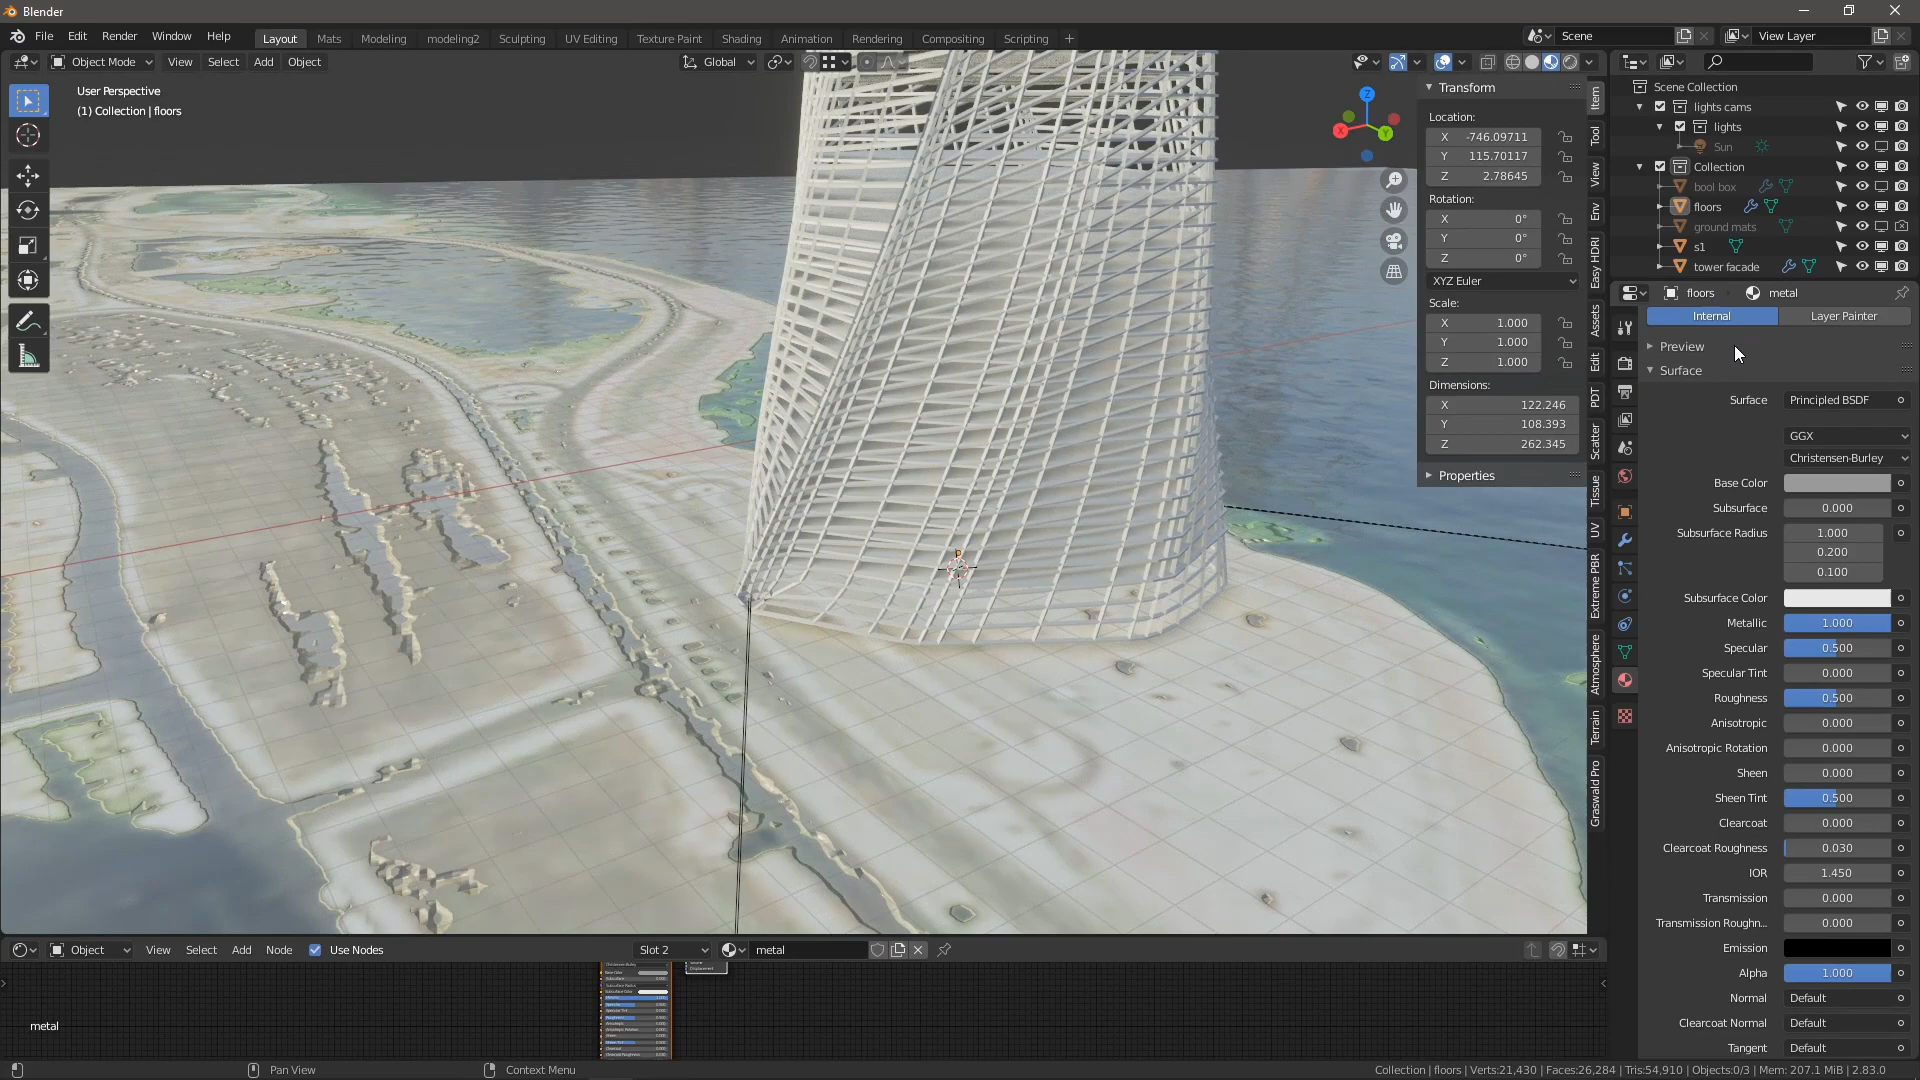 Blender
File Edit Render Window Help Layout Mats Modeling modeling2 Sculpting UV Editing Texture Paint Shading Animation Rendering Compositing Scripting + Scene View Layer
Object Mode View Select Add Object Global
User Perspective
(1) Collection | floors
Z
X
Y
Transform
Location:
X -746.09711
Y 115.70117
Z 2.78645
Rotation:
X 0°
Y 0°
Z 0°
XYZ Euler
Scale:
X 1.000
Y 1.000
Z 1.000
Dimensions:
X 122.246
Y 108.393
Z 262.345
Properties
Item
Tool
View
Env
Easy HDRI
Assets
Edit
PDT
Scatter
Tissue
UV
Extreme PBR
Atmosphere
Terrain
Graswald Pro
Scene Collection
lights cams
lights
Sun
Collection
bool box
floors
ground mats
s1
tower facade
floors metal
Internal Layer Painter
Preview
Surface
Surface Principled BSDF
GGX
Christensen-Burley
Base Color
Subsurface 0.000
Subsurface Radius 1.000
0.200
0.100
Subsurface Color
Metallic 1.000
Specular 0.500
Specular Tint 0.000
Roughness 0.500
Anisotropic 0.000
Anisotropic Rotation 0.000
Sheen 0.000
Sheen Tint 0.500
Clearcoat 0.000
Clearcoat Roughness 0.030
IOR 1.450
Transmission 0.000
Transmission Roughn... 0.000
Emission
Alpha 1.000
Normal Default
Clearcoat Normal Default
Tangent Default
Object View Select Add Node Use Nodes Slot 2 metal
metal
Pan View Context Menu Collection | floors | Verts:21,430 | Faces:26,284 | Tris:54,910 | Objects:0/3 | Mem: 207.1 MiB | 2.83.0